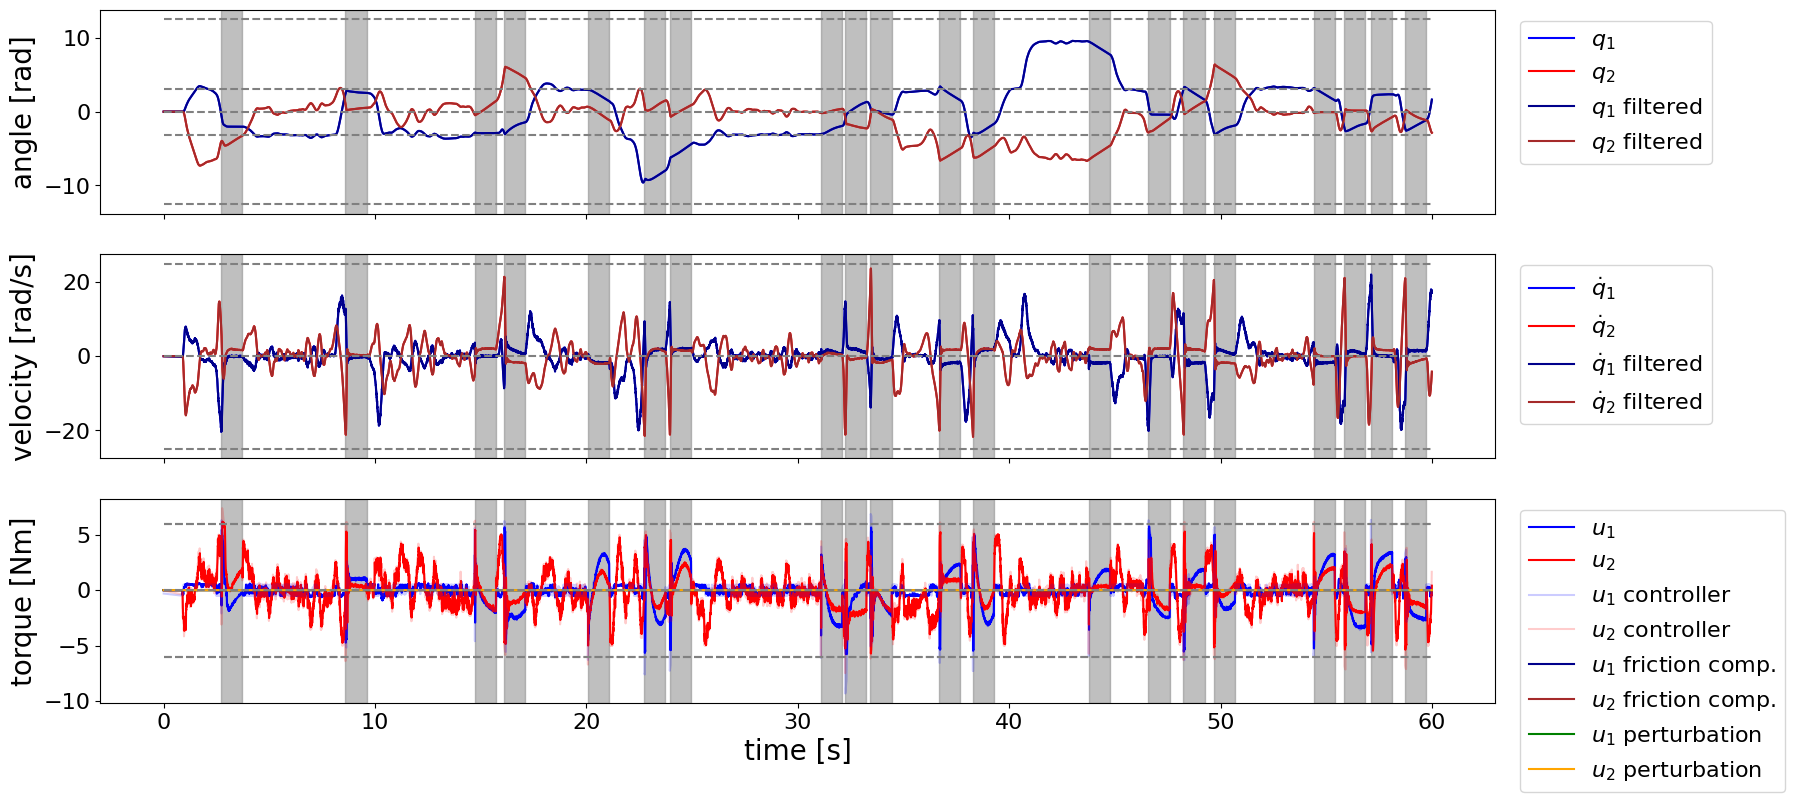 angle [rad]
10
0
−10
q₁
q₂
q₁ filtered
q₂ filtered
velocity [rad/s]
20
0
−20
q̇₁
q̇₂
q̇₁ filtered
q̇₂ filtered
torque [Nm]
5
0
−5
−10
0 10 20 30 40 50 60
time [s]
u₁
u₂
u₁ controller
u₂ controller
u₁ friction comp.
u₂ friction comp.
u₁ perturbation
u₂ perturbation